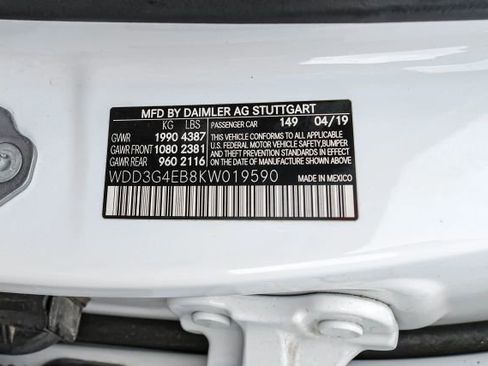 MFD BY DAIMLER AG STUTTGART
KG LBS PASSENGER CAR 149 04/19
GVWR 1990 4387 THIS VEHICLE CONFORMS TO ALL APPLICABLE
GAWR FRONT 1080 2381 U.S. FEDERAL MOTOR VEHICLE SAFETY, BUMPER
GAWR REAR 960 2116 AND THEFT PREVENTION STANDARDS IN EFFECT
ON THE DATE OF MANUFACTURE SHOWN ABOVE.
WDD3G4EB8KW019590 MADE IN MEXICO